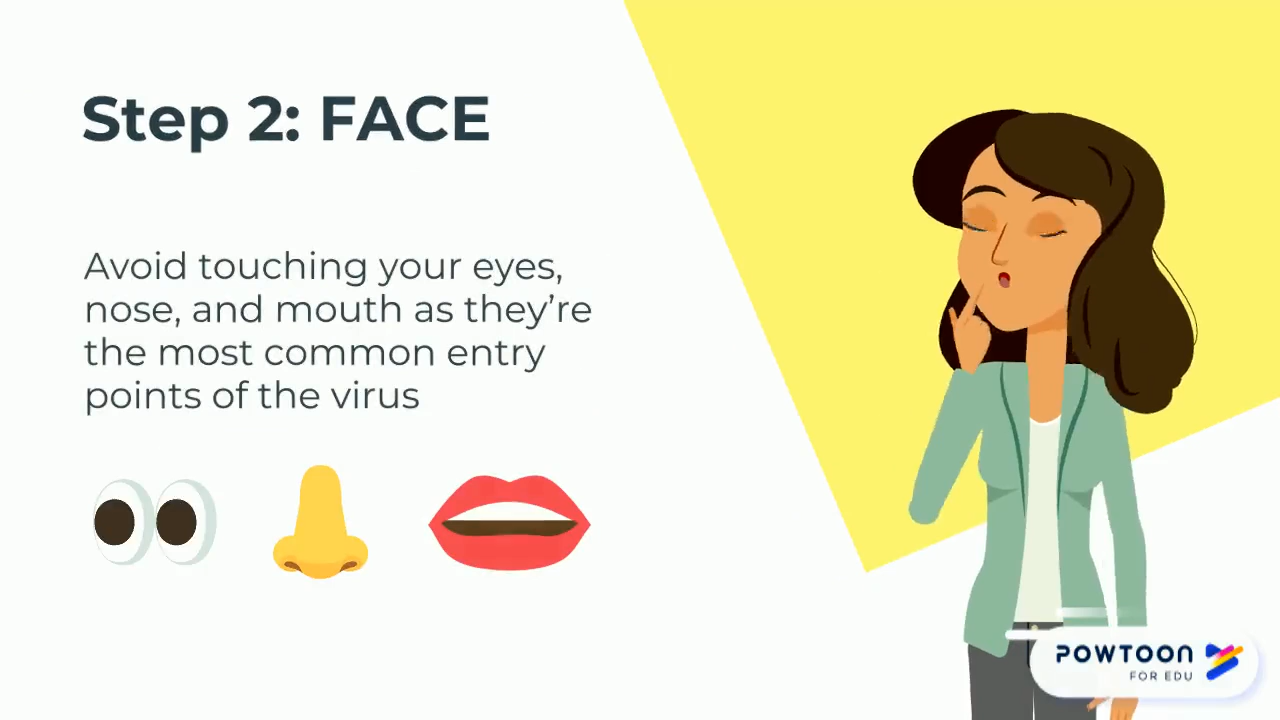 Step 2: FACE
Avoid touching your eyes,
nose, and mouth as they’re
the most common entry
points of the virus
POWTOON
FOR EDU